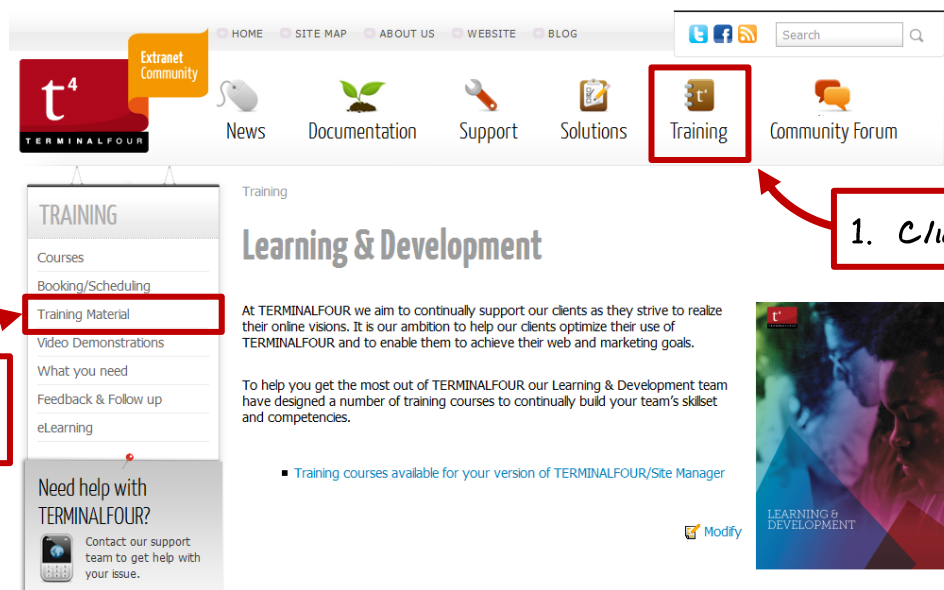 HOME SITE MAP ABOUT US WEBSITE BLOG
Search
Extranet
Community
t4
TERMINALFOUR
News Documentation Support Solutions Training Community Forum
Training
TRAINING
Courses
Booking/Scheduling
Training Material
Video Demonstrations
What you need
Feedback & Follow up
eLearning
Need help with
TERMINALFOUR?
Contact our support
team to get help with
your issue.
Learning & Development
1.
At TERMINALFOUR we aim to continually support our clients as they strive to realize
their online visions. It is our ambition to help our clients optimize their use of
TERMINALFOUR and to enable them to achieve their web and marketing goals.
To help you get the most out of TERMINALFOUR our Learning & Development team
have designed a number of training courses to continually build your team's skillset
and competencies.
Training courses available for your version of TERMINALFOUR/Site Manager
Modify
LEARNING &
DEVELOPMENT